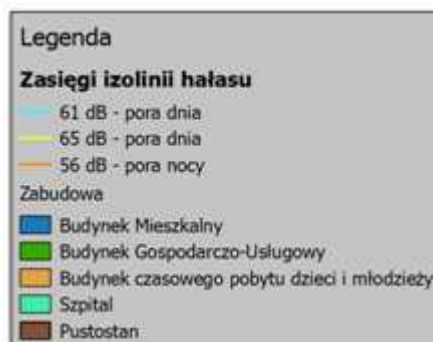 Legenda
Zasięgi izolinii hałasu
61 dB - pora dnia
65 dB - pora dnia
56 dB - pora nocy
Zabudowa
Budynek Mieszkalny
Budynek Gospodarczo-Usługowy
Budynek czasowego pobytu dzieci i młodzieży
Szpital
Pustostan